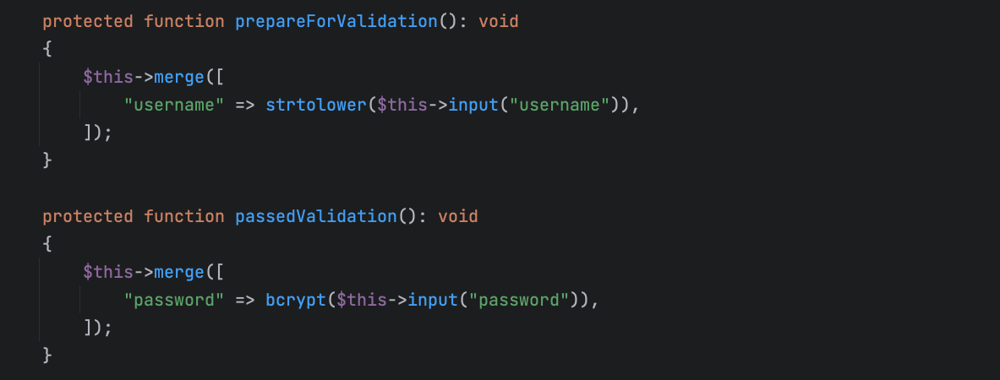 protected function prepareForValidation(): void
{
    $this->merge([
        "username" => strtolower($this->input("username")),
    ]);
}

protected function passedValidation(): void
{
    $this->merge([
        "password" => bcrypt($this->input("password")),
    ]);
}